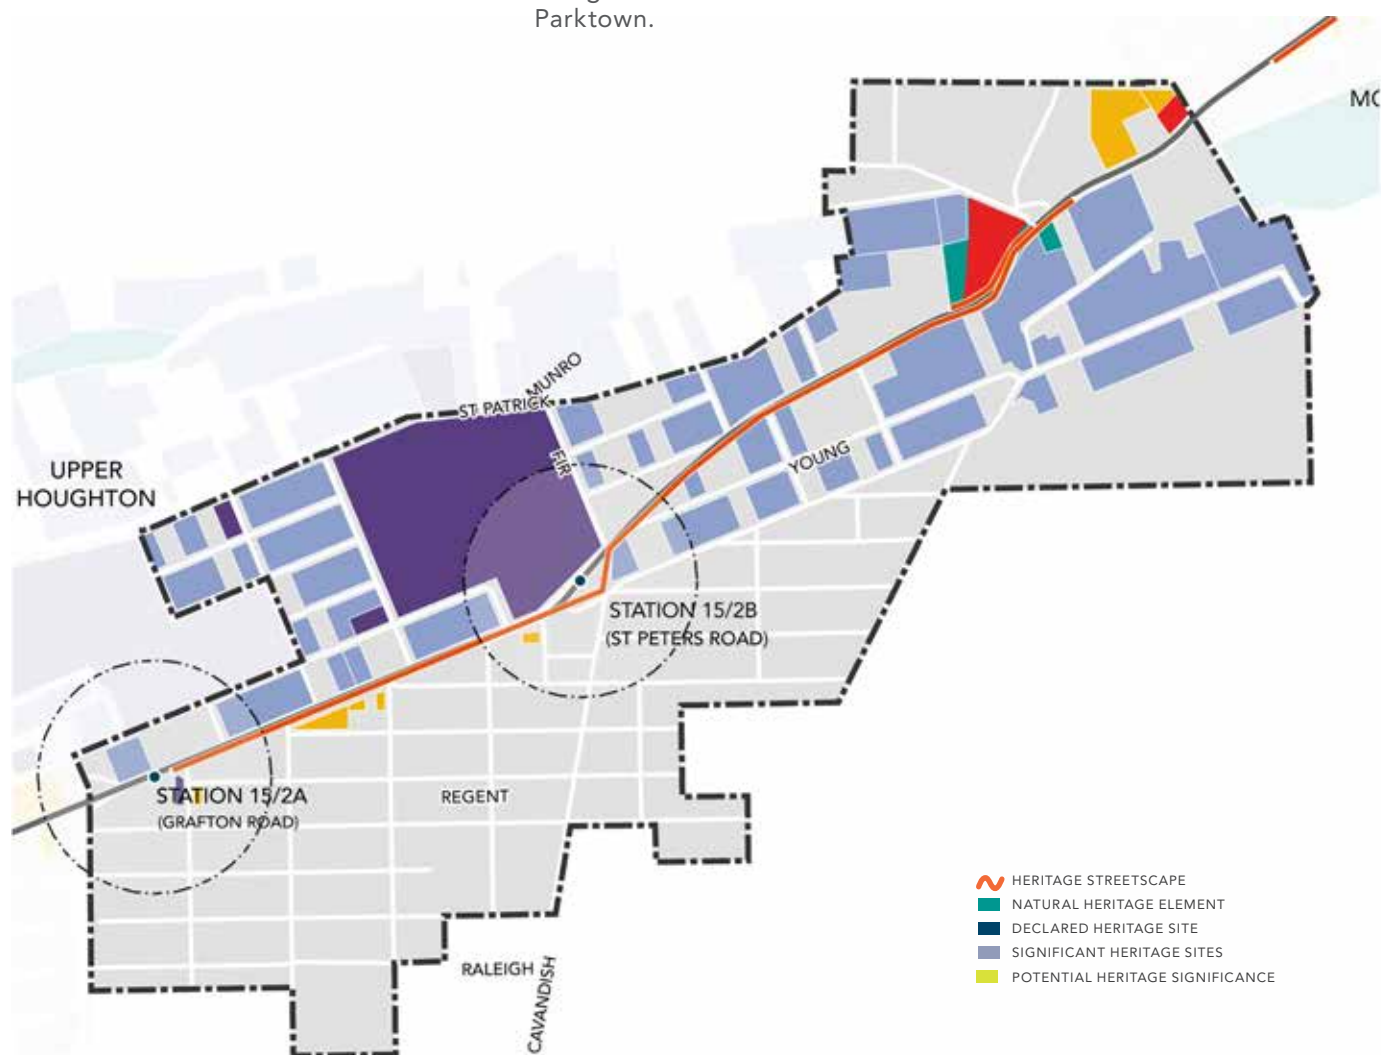 Parktown.
MUNRO
ST PATRICK
FIR
UPPER
HOUGHTON
YOUNG
STATION 15/2B
(ST PETERS ROAD)
STATION 15/2A
(GRAFTON ROAD)
REGENT
RALEIGH
CAVANDISH
HERITAGE STREETSCAPE
NATURAL HERITAGE ELEMENT
DECLARED HERITAGE SITE
SIGNIFICANT HERITAGE SITES
POTENTIAL HERITAGE SIGNIFICANCE